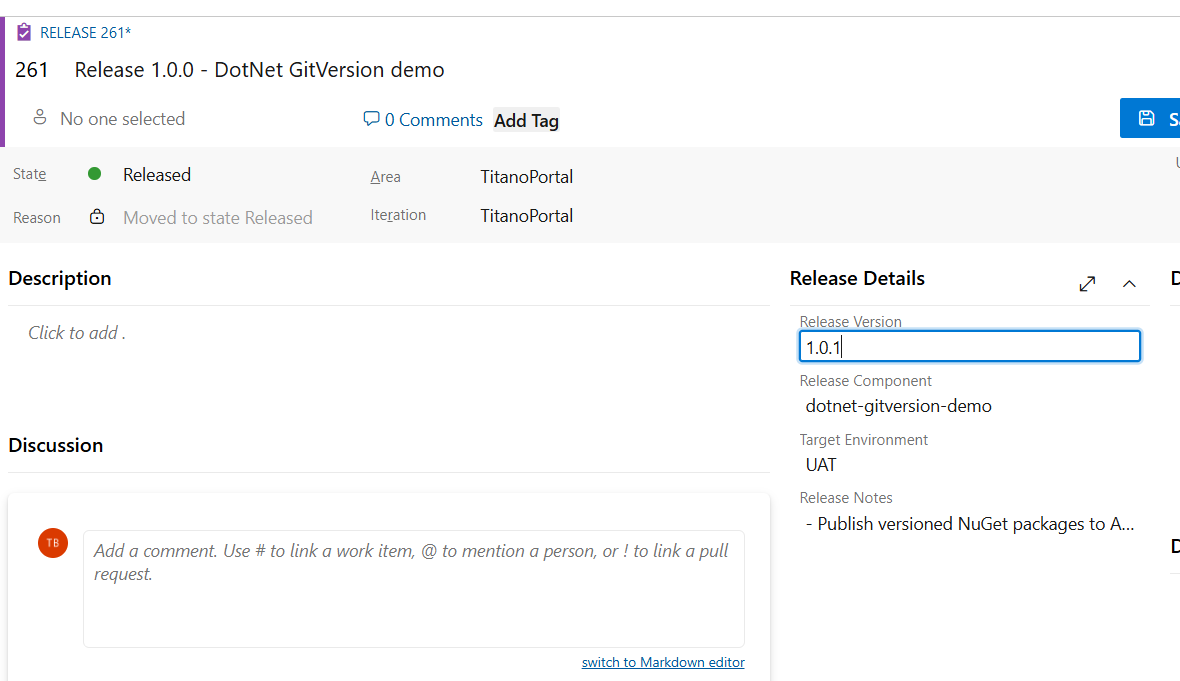 RELEASE 261*
261 Release 1.0.0 - DotNet GitVersion demo
No one selected
0 Comments
Add Tag
State Released
Area TitanoPortal
Reason Moved to state Released
Iteration TitanoPortal
Description
Click to add .
Discussion
TB
Add a comment. Use # to link a work item, @ to mention a person, or ! to link a pull
request.
switch to Markdown editor
Release Details
Release Version
1.0.1
Release Component
dotnet-gitversion-demo
Target Environment
UAT
Release Notes
- Publish versioned NuGet packages to A...